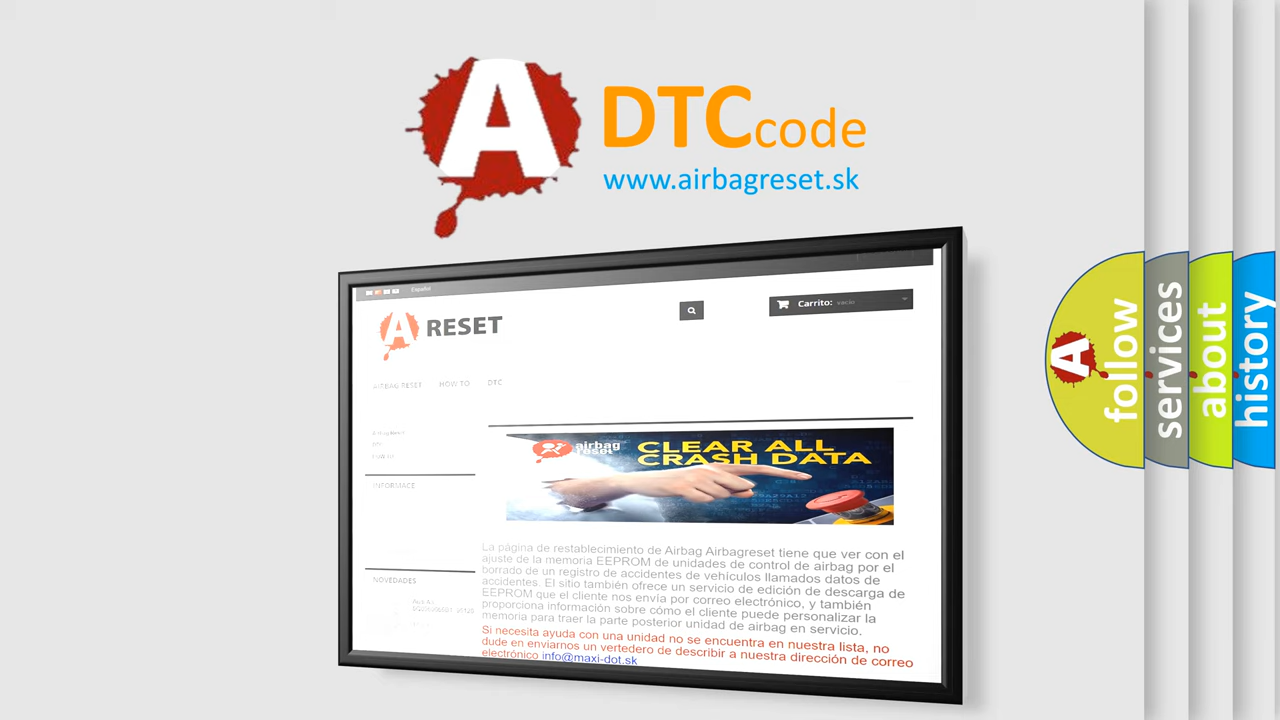 A
DTCcode
www.airbagreset.sk
Español
A RESET
Carrito: vacío
AIRBAG RESET HOW TO DTC
INFORMACE
NOVEDADES
airbag
reset
CLEAR ALL
CRASH DATA
La página de restablecimiento de Airbag Airbagreset tiene que ver con el
ajuste de la memoria EEPROM de unidades de control de airbag por el
borrado de un registro de accidentes de vehículos llamados datos de
accidentes. El sitio también ofrece un servicio de edición de descarga de
EEPROM que el cliente nos envía por correo electrónico, y también
proporciona información sobre cómo el cliente puede personalizar la
memoria para traer la parte posterior unidad de airbag en servicio.
Si necesita ayuda con una unidad no se encuentra en nuestra lista, no
dude en enviarnos un vertedero de describir a nuestra dirección de correo
electrónico info@maxi-dot.sk
A
follow
services
about
history